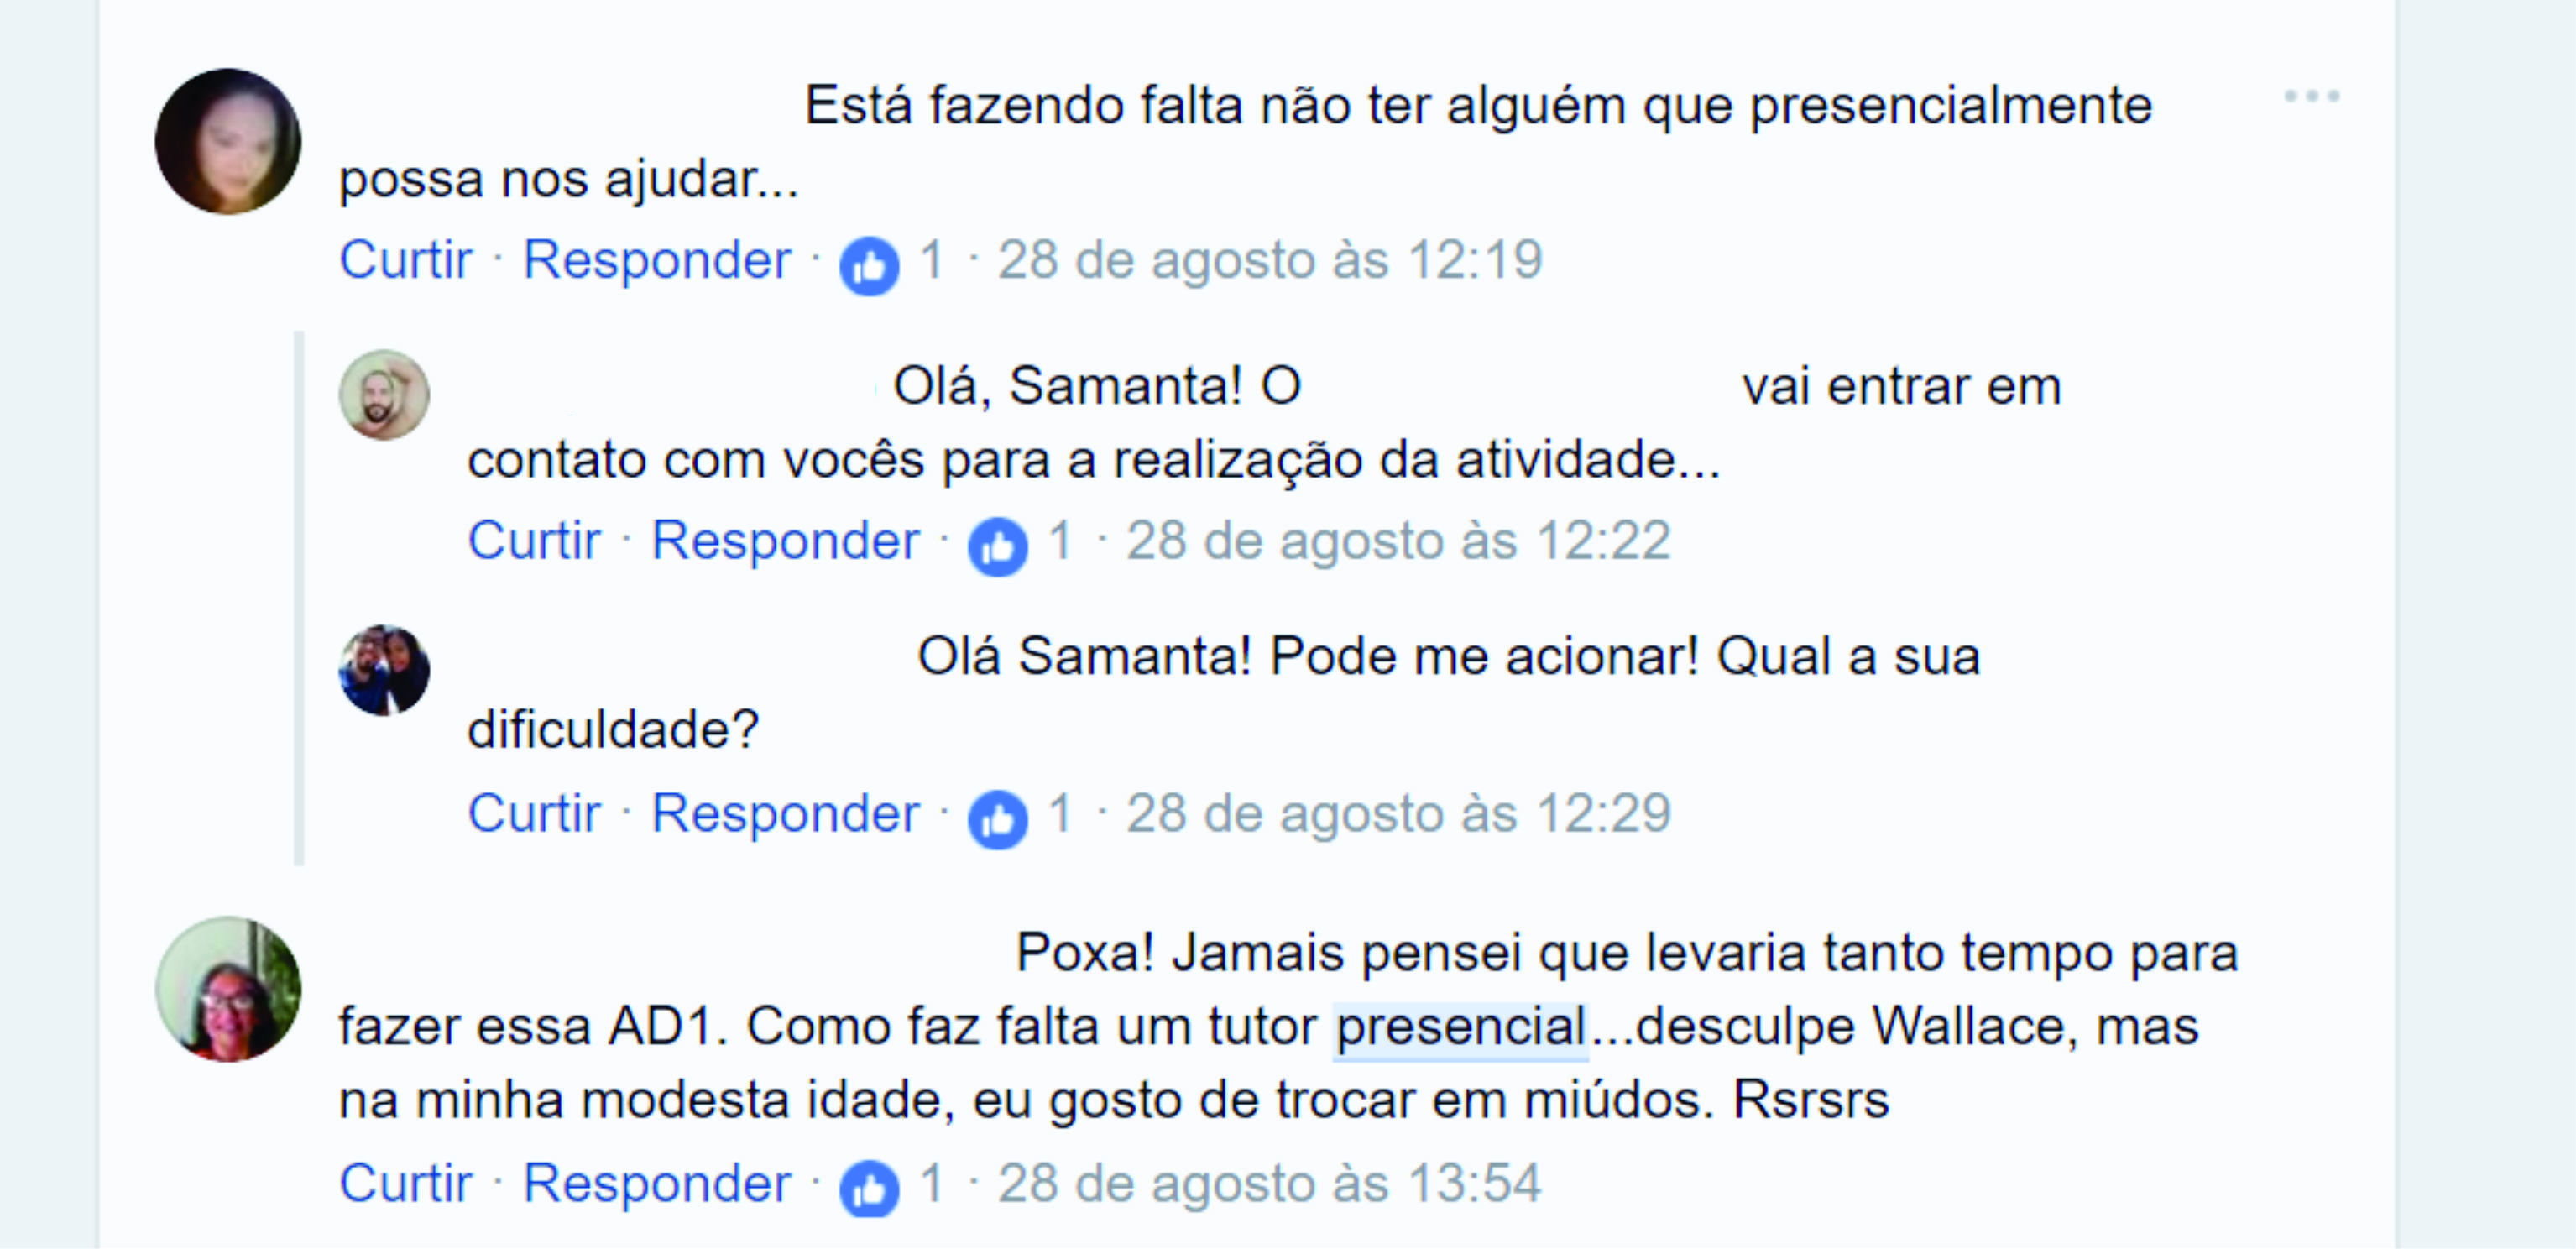 Está fazendo falta não ter alguém que presencialmente
possa nos ajudar...
Curtir · Responder · 1 · 28 de agosto às 12:19
Olá, Samanta! O vai entrar em
contato com vocês para a realização da atividade...
Curtir · Responder · 1 · 28 de agosto às 12:22
Olá Samanta! Pode me acionar! Qual a sua
dificuldade?
Curtir · Responder · 1 · 28 de agosto às 12:29
Poxa! Jamais pensei que levaria tanto tempo para
fazer essa AD1. Como faz falta um tutor presencial...desculpe Wallace, mas
na minha modesta idade, eu gosto de trocar em miúdos. Rsrsrs
Curtir · Responder · 1 · 28 de agosto às 13:54